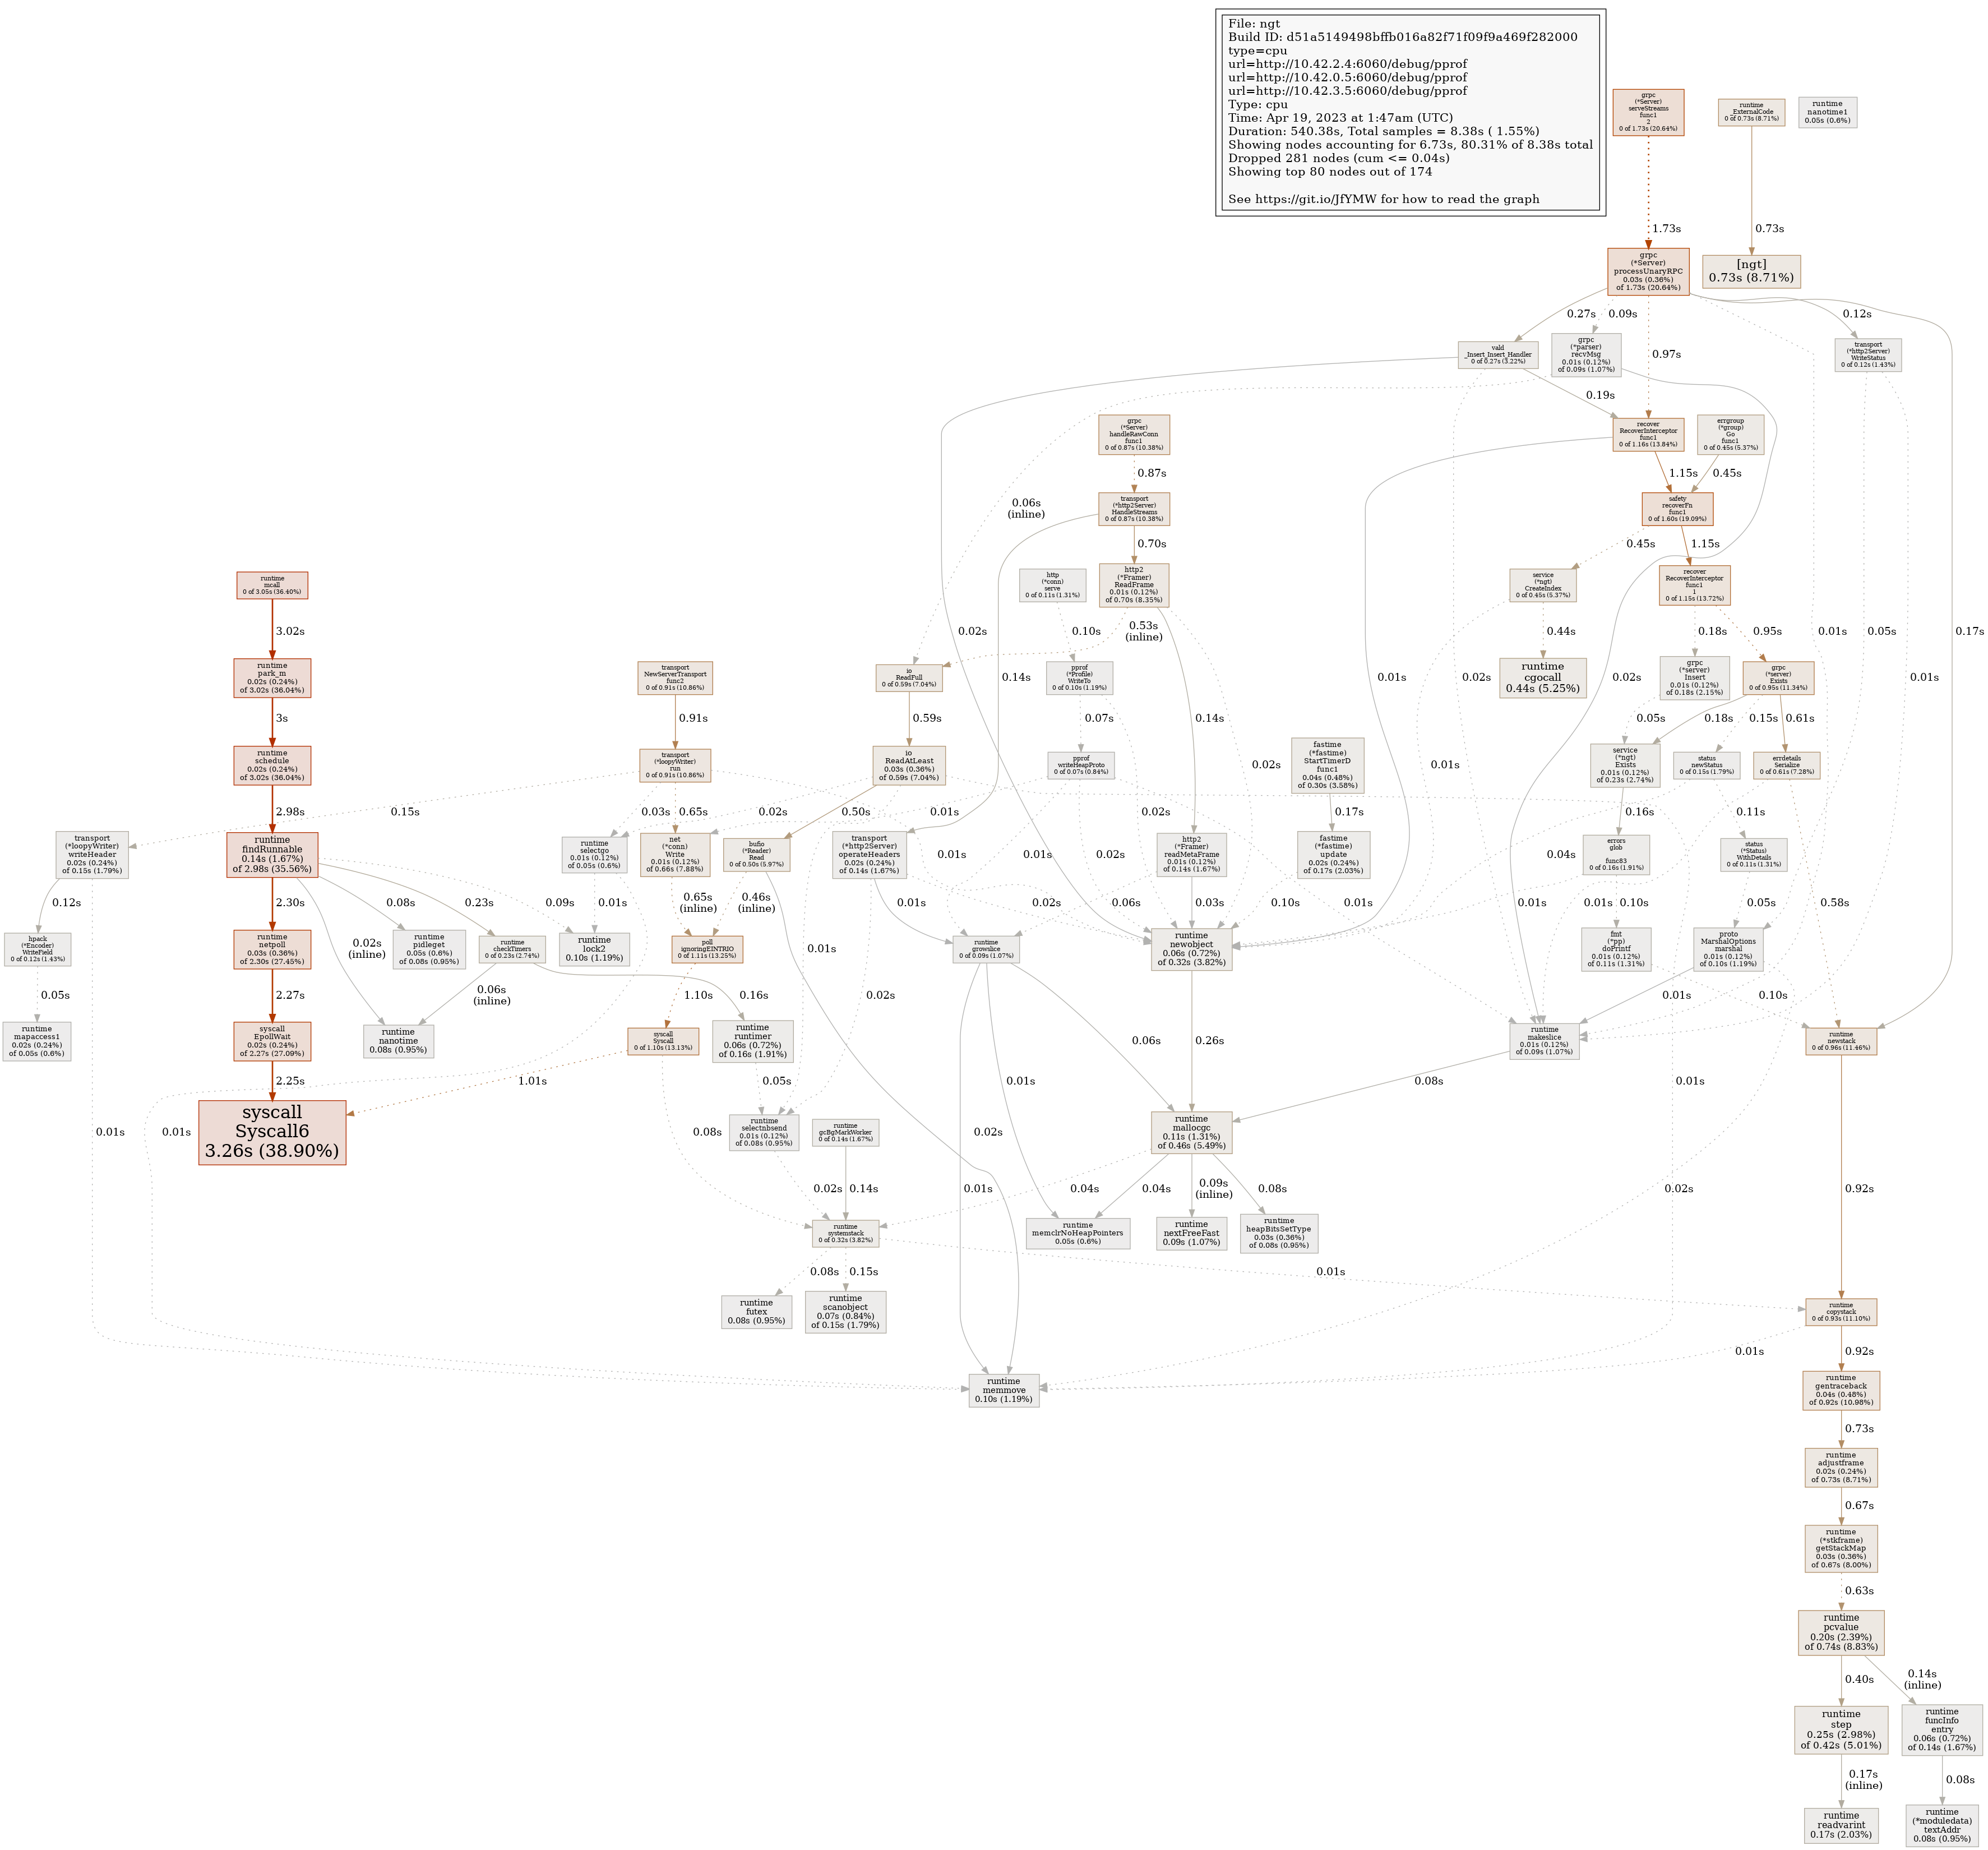 File: ngt
Build ID: d51a5149498bffb016a82f71f09f9a469f282000
type=cpu
url=http://10.42.2.4:6060/debug/pprof
url=http://10.42.0.5:6060/debug/pprof
url=http://10.42.3.5:6060/debug/pprof
Type: cpu
Time: Apr 19, 2023 at 1:47am (UTC)
Duration: 540.38s, Total samples = 8.38s ( 1.55%)
Showing nodes accounting for 6.73s, 80.31% of 8.38s total
Dropped 281 nodes (cum <= 0.04s)
Showing top 80 nodes out of 174
See https://git.io/JfYMW for how to read the graph
grpc
(*Server)
serveStreams
func1
2
0 of 1.73s (20.64%)
runtime
_ExternalCode
0 of 0.73s (8.71%)
runtime
nanotime1
0.05s (0.6%)
1.73s
0.73s
grpc
(*Server)
processUnaryRPC
0.03s (0.36%)
of 1.73s (20.64%)
[ngt]
0.73s (8.71%)
0.27s
0.09s
0.97s
0.12s
vald
_Insert_Insert_Handler
0 of 0.27s (3.22%)
grpc
(*parser)
recvMsg
0.01s (0.12%)
of 0.09s (1.07%)
transport
(*http2Server)
WriteStatus
0 of 0.12s (1.43%)
0.19s
grpc
(*Server)
handleRawConn
func1
0 of 0.87s (10.38%)
recover
RecoverInterceptor
func1
0 of 1.16s (13.84%)
errgroup
(*group)
Go
func1
0 of 0.45s (5.37%)
0.87s
1.15s
0.45s
0.06s
(inline)
transport
(*http2Server)
HandleStreams
0 of 0.87s (10.38%)
safety
recoverFn
func1
0 of 1.60s (19.09%)
0.70s
0.45s
1.15s
runtime
mcall
0 of 3.05s (36.40%)
http
(*conn)
serve
0 of 0.11s (1.31%)
http2
(*Framer)
ReadFrame
0.01s (0.12%)
of 0.70s (8.35%)
service
(*ngt)
CreateIndex
0 of 0.45s (5.37%)
recover
RecoverInterceptor
func1
1
0 of 1.15s (13.72%)
3.02s
0.10s
0.53s
(inline)
0.02s
0.01s
0.02s
0.44s
0.02s
0.18s
0.95s
0.01s
0.05s
0.01s
0.17s
runtime
park_m
0.02s (0.24%)
of 3.02s (36.04%)
transport
NewServerTransport
func2
0 of 0.91s (10.86%)
io
ReadFull
0 of 0.59s (7.04%)
0.14s
pprof
(*Profile)
WriteTo
0 of 0.10s (1.19%)
runtime
cgocall
0.44s (5.25%)
grpc
(*server)
Insert
0.01s (0.12%)
of 0.18s (2.15%)
grpc
(*server)
Exists
0 of 0.95s (11.34%)
3s
0.91s
0.59s
0.07s
0.14s
0.02s
0.01s
0.05s
0.18s
0.15s
0.61s
runtime
schedule
0.02s (0.24%)
of 3.02s (36.04%)
transport
(*loopyWriter)
run
0 of 0.91s (10.86%)
io
ReadAtLeast
0.03s (0.36%)
of 0.59s (7.04%)
pprof
writeHeapProto
0 of 0.07s (0.84%)
fastime
(*fastime)
StartTimerD
func1
0.04s (0.48%)
of 0.30s (3.58%)
service
(*ngt)
Exists
0.01s (0.12%)
of 0.23s (2.74%)
status
newStatus
0 of 0.15s (1.79%)
errdetails
Serialize
0 of 0.61s (7.28%)
2.98s
0.15s
0.03s
0.65s
0.02s
0.01s
0.50s
0.02s
0.17s
0.16s
0.11s
transport
(*loopyWriter)
writeHeader
0.02s (0.24%)
of 0.15s (1.79%)
runtime
findRunnable
0.14s (1.67%)
of 2.98s (35.56%)
runtime
selectgo
0.01s (0.12%)
of 0.05s (0.6%)
net
(*conn)
Write
0.01s (0.12%)
of 0.66s (7.88%)
bufio
(*Reader)
Read
0 of 0.50s (5.97%)
transport
(*http2Server)
operateHeaders
0.02s (0.24%)
of 0.14s (1.67%)
0.01s
0.01s
0.02s
http2
(*Framer)
readMetaFrame
0.01s (0.12%)
of 0.14s (1.67%)
fastime
(*fastime)
update
0.02s (0.24%)
of 0.17s (2.03%)
0.04s
errors
glob
.
func83
0 of 0.16s (1.91%)
status
(*Status)
WithDetails
0 of 0.11s (1.31%)
0.12s
2.30s
0.02s
(inline)
0.08s
0.23s
0.09s
0.01s
0.65s
(inline)
0.46s
(inline)
0.01s
0.02s
0.06s
0.03s
0.01s
0.10s
0.01s
0.10s
0.05s
0.58s
hpack
(*Encoder)
WriteField
0 of 0.12s (1.43%)
runtime
netpoll
0.03s (0.36%)
of 2.30s (27.45%)
runtime
pidleget
0.05s (0.6%)
of 0.08s (0.95%)
runtime
checkTimers
0 of 0.23s (2.74%)
runtime
lock2
0.10s (1.19%)
poll
ignoringEINTRIO
0 of 1.11s (13.25%)
0.01s
runtime
growslice
0 of 0.09s (1.07%)
runtime
newobject
0.06s (0.72%)
of 0.32s (3.82%)
0.01s
fmt
(*pp)
doPrintf
0.01s (0.12%)
of 0.11s (1.31%)
proto
MarshalOptions
marshal
0.01s (0.12%)
of 0.10s (1.19%)
0.05s
2.27s
0.06s
(inline)
0.16s
1.10s
0.02s
0.01s
0.10s
runtime
mapaccess1
0.02s (0.24%)
of 0.05s (0.6%)
syscall
EpollWait
0.02s (0.24%)
of 2.27s (27.09%)
runtime
nanotime
0.08s (0.95%)
syscall
Syscall
0 of 1.10s (13.13%)
runtime
runtimer
0.06s (0.72%)
of 0.16s (1.91%)
0.06s
0.26s
runtime
makeslice
0.01s (0.12%)
of 0.09s (1.07%)
runtime
newstack
0 of 0.96s (11.46%)
2.25s
1.01s
0.05s
0.01s
0.08s
0.01s
syscall
Syscall6
3.26s (38.90%)
0.01s
0.01s
0.08s
runtime
selectnbsend
0.01s (0.12%)
of 0.08s (0.95%)
runtime
gcBgMarkWorker
0 of 0.14s (1.67%)
0.02s
runtime
mallocgc
0.11s (1.31%)
of 0.46s (5.49%)
0.02s
0.14s
0.01s
0.04s
0.04s
0.09s
(inline)
0.08s
0.02s
0.92s
runtime
systemstack
0 of 0.32s (3.82%)
runtime
memclrNoHeapPointers
0.05s (0.6%)
runtime
nextFreeFast
0.09s (1.07%)
runtime
heapBitsSetType
0.03s (0.36%)
of 0.08s (0.95%)
0.08s
0.15s
0.01s
runtime
futex
0.08s (0.95%)
runtime
scanobject
0.07s (0.84%)
of 0.15s (1.79%)
runtime
copystack
0 of 0.93s (11.10%)
0.01s
0.92s
runtime
memmove
0.10s (1.19%)
runtime
gentraceback
0.04s (0.48%)
of 0.92s (10.98%)
0.73s
runtime
adjustframe
0.02s (0.24%)
of 0.73s (8.71%)
0.67s
runtime
(*stkframe)
getStackMap
0.03s (0.36%)
of 0.67s (8.00%)
0.63s
runtime
pcvalue
0.20s (2.39%)
of 0.74s (8.83%)
0.40s
0.14s
(inline)
runtime
step
0.25s (2.98%)
of 0.42s (5.01%)
runtime
funcInfo
entry
0.06s (0.72%)
of 0.14s (1.67%)
0.17s
(inline)
0.08s
runtime
readvarint
0.17s (2.03%)
runtime
(*moduledata)
textAddr
0.08s (0.95%)